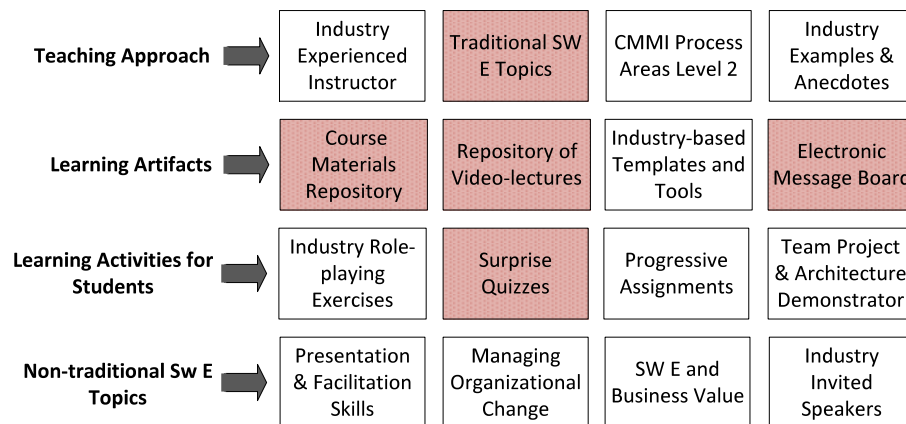 Teaching Approach
Industry
Experienced
Instructor
Traditional SW
E Topics
CMMI Process
Areas Level 2
Industry
Examples &
Anecdotes
Learning Artifacts
Course
Materials
Repository
Repository of
Video-lectures
Industry-based
Templates and
Tools
Electronic
Message Board
Learning Activities for
Students
Industry Role-
playing
Exercises
Surprise
Quizzes
Progressive
Assignments
Team Project
& Architecture
Demonstrator
Non-traditional Sw E
Topics
Presentation
& Facilitation
Skills
Managing
Organizational
Change
SW E and
Business Value
Industry
Invited
Speakers